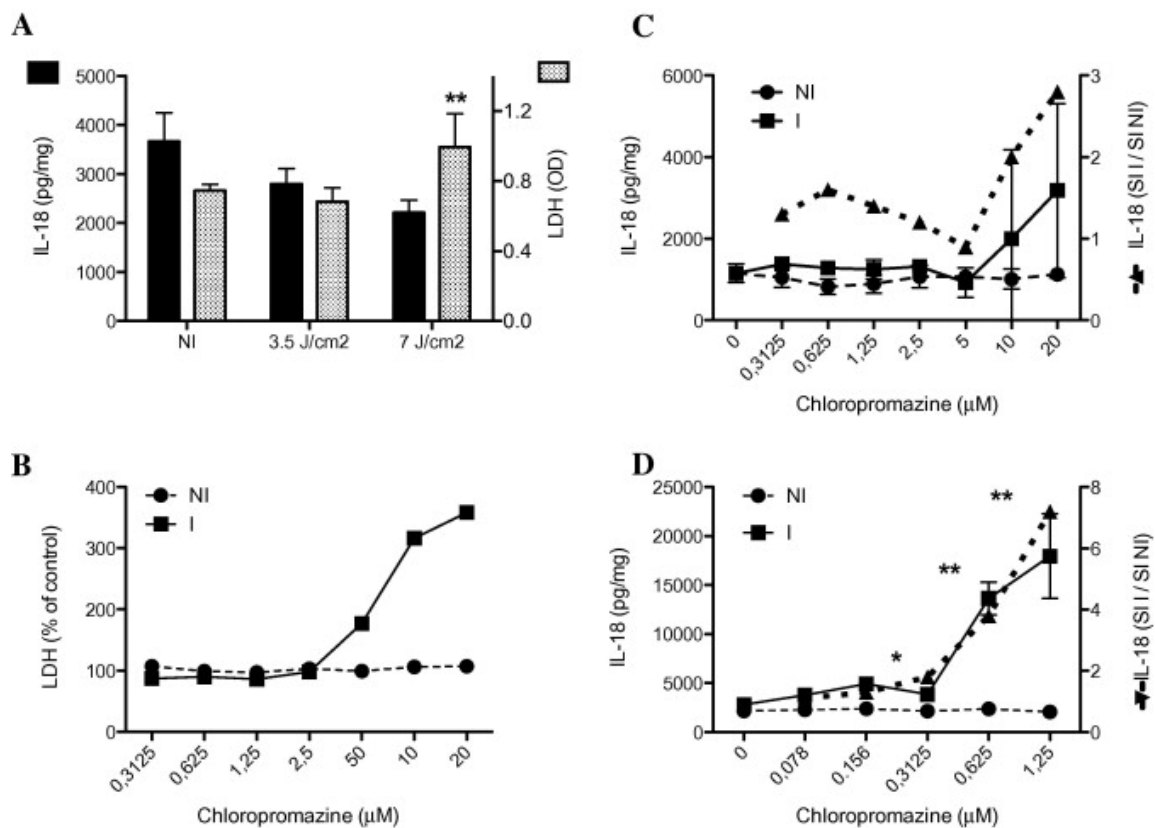 A
5000
4000
3000
2000
1000
0
IL-18 (pg/mg)
**
1.2
0.8
0.4
0.0
LDH (OD)
NI
3.5 J/cm2
7 J/cm2
C
NI
I
6000
4000
2000
0
IL-18 (pg/mg)
3
2
1
0
IL-18 (SI I / SI NI)
0
0,3125
0,625
1,25
2,5
5
10
20
Chloropromazine (μM)
B
NI
I
400
300
200
100
0
LDH (% of control)
0,3125
0,625
1,25
2,5
50
10
20
Chloropromazine (μM)
D
NI
I
25000
20000
15000
10000
5000
0
IL-18 (pg/mg)
**
**
*
8
6
4
2
0
IL-18 (SI I / SI NI)
0
0,078
0.156
0,3125
0,625
1,25
Chloropromazine (μM)